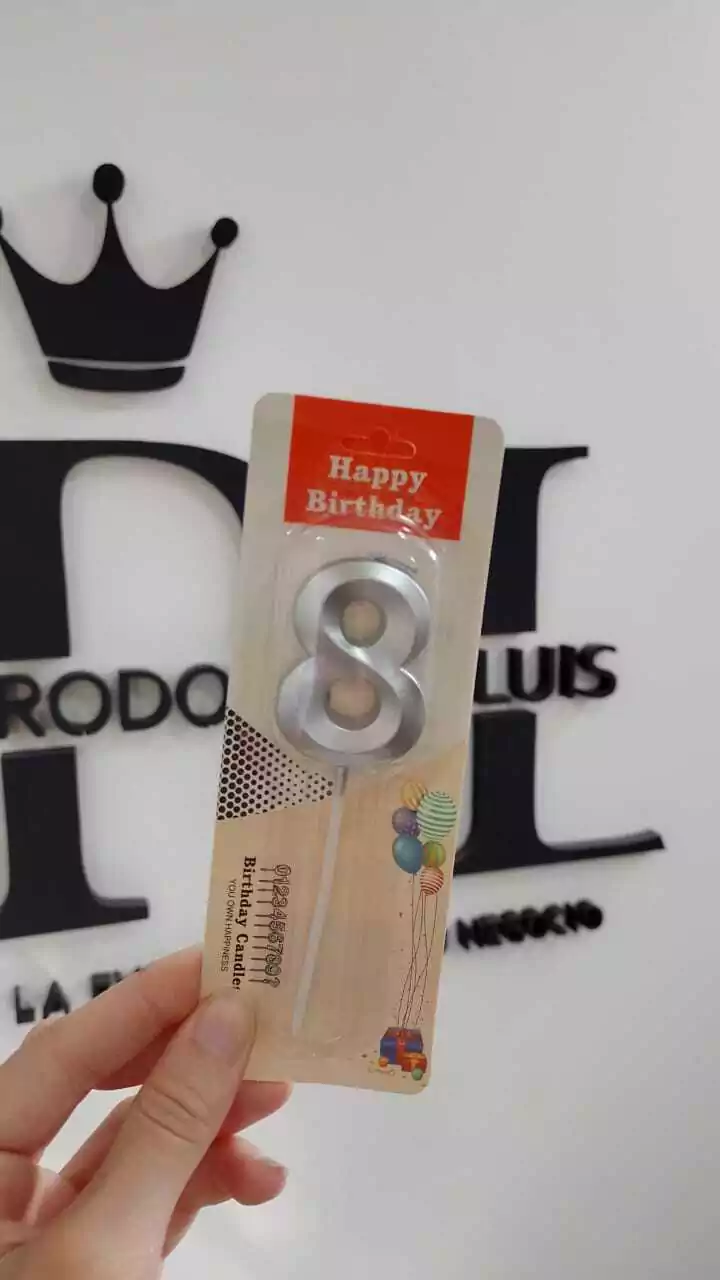 Happy
Birthday
8
RODO
LUIS
NEGOCIO
LA
0123456789?
Birthday Candle
YOU OWN HAPPINESS